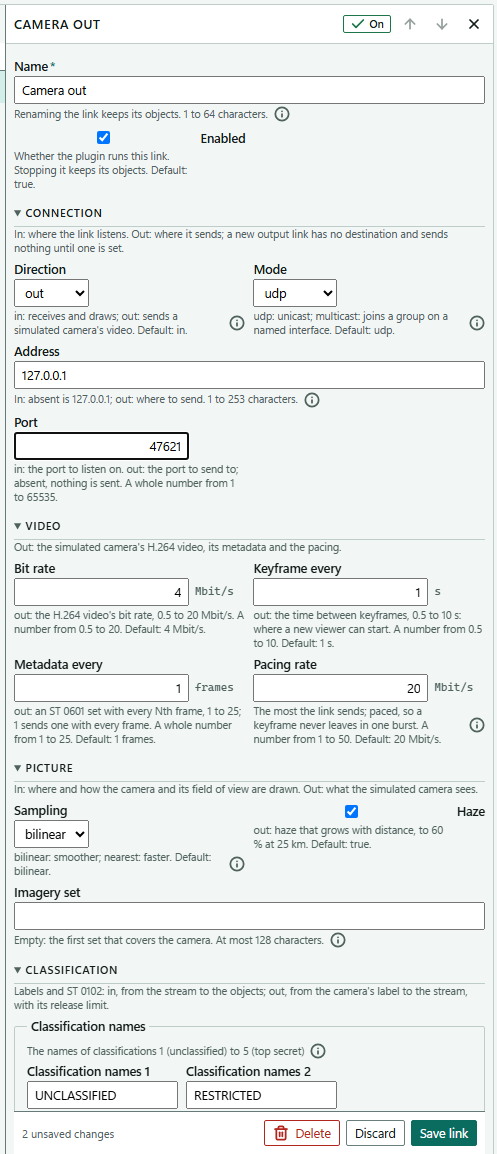 CAMERA OUT
On
Name*
Camera out
Renaming the link keeps its objects. 1 to 64 characters.
Enabled
Whether the plugin runs this link.
Stopping it keeps its objects. Default:
true.
CONNECTION
In: where the link listens. Out: where it sends; a new output link has no destination and sends
nothing until one is set.
Direction
Mode
out
udp
in: receives and draws; out: sends a
simulated camera's video. Default: in.
udp: unicast; multicast: joins a group on a
named interface. Default: udp.
Address
127.0.0.1
In: absent is 127.0.0.1; out: where to send. 1 to 253 characters.
Port
47621
in: the port to listen on. out: the port to send to;
absent, nothing is sent. A whole number from 1
to 65535.
VIDEO
Out: the simulated camera's H.264 video, its metadata and the pacing.
Bit rate
Keyframe every
4 Mbit/s
1 s
out: the H.264 video's bit rate, 0.5 to 20 Mbit/s. A
number from 0.5 to 20. Default: 4 Mbit/s.
out: the time between keyframes, 0.5 to 10 s:
where a new viewer can start. A number from 0.5
to 10. Default: 1 s.
Metadata every
Pacing rate
1 frames
20 Mbit/s
out: an ST 0601 set with every Nth frame, 1 to 25;
1 sends one with every frame. A whole number
from 1 to 25. Default: 1 frames.
The most the link sends; paced, so a
keyframe never leaves in one burst. A
number from 1 to 50. Default: 20 Mbit/s.
PICTURE
In: where and how the camera and its field of view are drawn. Out: what the simulated camera sees.
Sampling
Haze
bilinear
out: haze that grows with distance, to 60
% at 25 km. Default: true.
bilinear: smoother; nearest: faster. Default:
bilinear.
Imagery set
Empty: the first set that covers the camera. At most 128 characters.
CLASSIFICATION
Labels and ST 0102: in, from the stream to the objects; out, from the camera's label to the stream,
with its release limit.
Classification names
The names of classifications 1 (unclassified) to 5 (top secret)
Classification names 1
Classification names 2
UNCLASSIFIED
RESTRICTED
2 unsaved changes
Delete
Discard
Save link